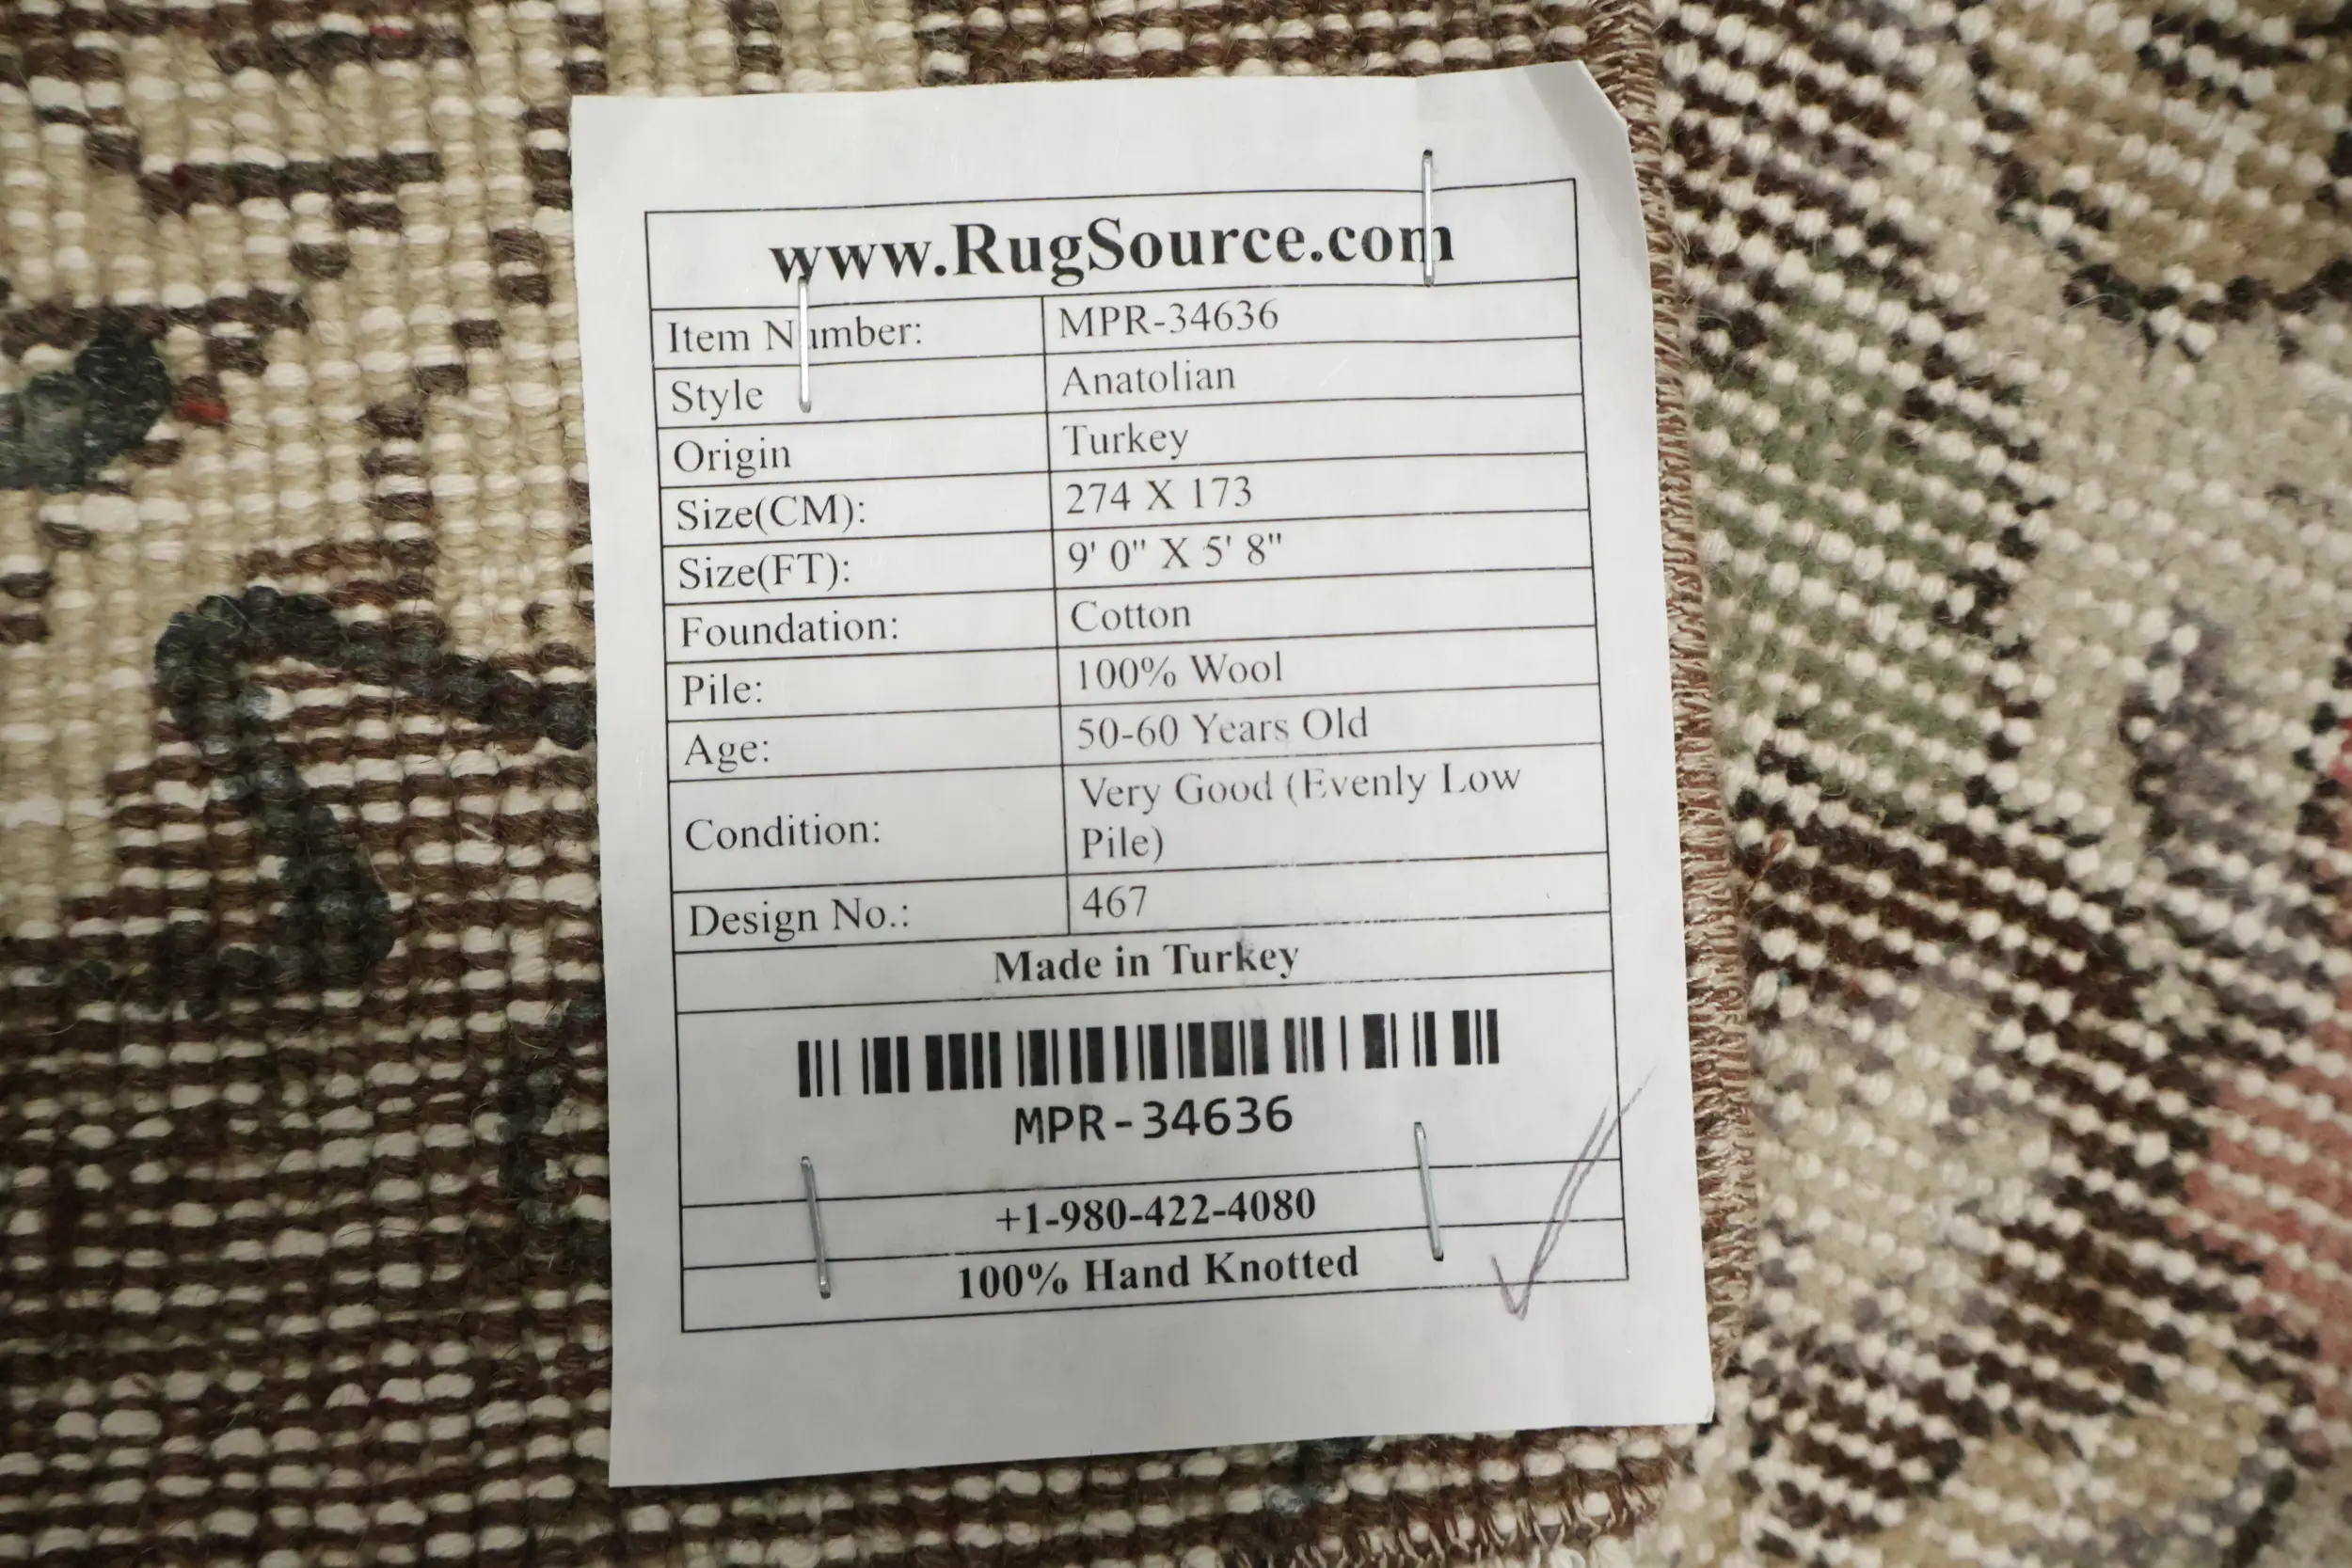 www.RugSource.com
Item Number: MPR-34636
Style Anatolian
Origin Turkey
Size(CM): 274 X 173
Size(FT): 9' 0" X 5' 8"
Foundation: Cotton
Pile: 100% Wool
Age: 50-60 Years Old
Condition: Very Good (Evenly Low
Pile)
Design No.: 467
Made in Turkey
MPR-34636
+1-980-422-4080
100% Hand Knotted